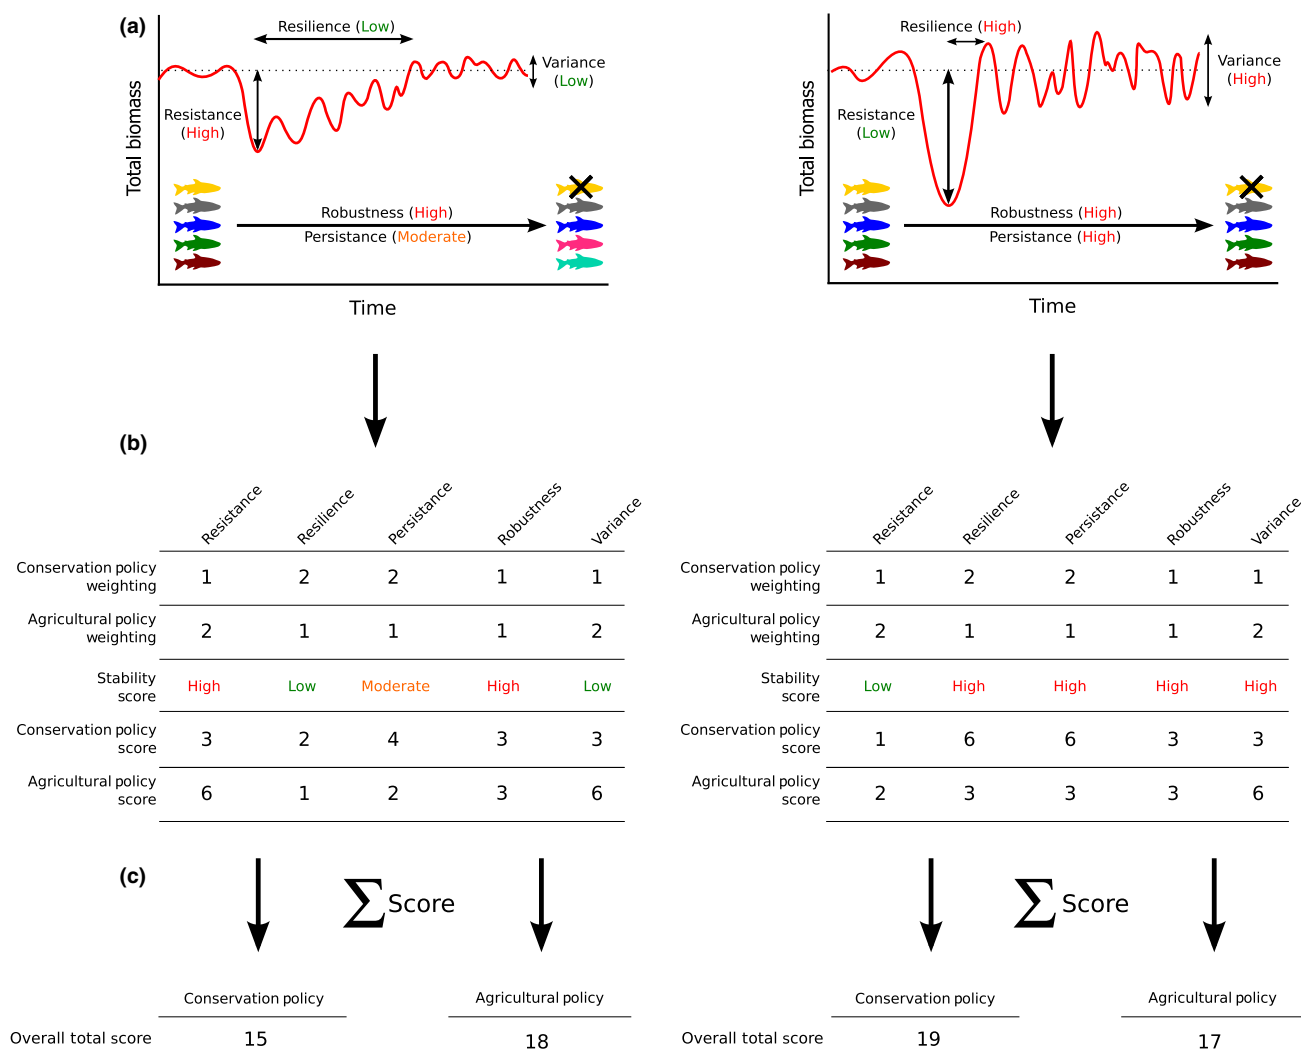 (a)
Resilience (Low)
Variance
(Low)
Resistance
(High)
Total biomass
Robustness (High)
Persistance (Moderate)
Time
Resilience (High)
Variance
(High)
Resistance
(Low)
Total biomass
Robustness (High)
Persistance (High)
Time
(b)
Resistance
Resilience
Persistance
Robustness
Variance
Conservation policy
weighting
1 2 2 1 1
Agricultural policy
weighting
2 1 1 1 2
Stability
score
High Low Moderate High Low
Conservation policy
score
3 2 4 3 3
Agricultural policy
score
6 1 2 3 6
Resistance
Resilience
Persistance
Robustness
Variance
Conservation policy
weighting
1 2 2 1 1
Agricultural policy
weighting
2 1 1 1 2
Stability
score
Low High High High High
Conservation policy
score
1 6 6 3 3
Agricultural policy
score
2 3 3 3 6
(c)
∑ Score
Conservation policy
Agricultural policy
Overall total score 15 18
∑ Score
Conservation policy
Agricultural policy
Overall total score 19 17